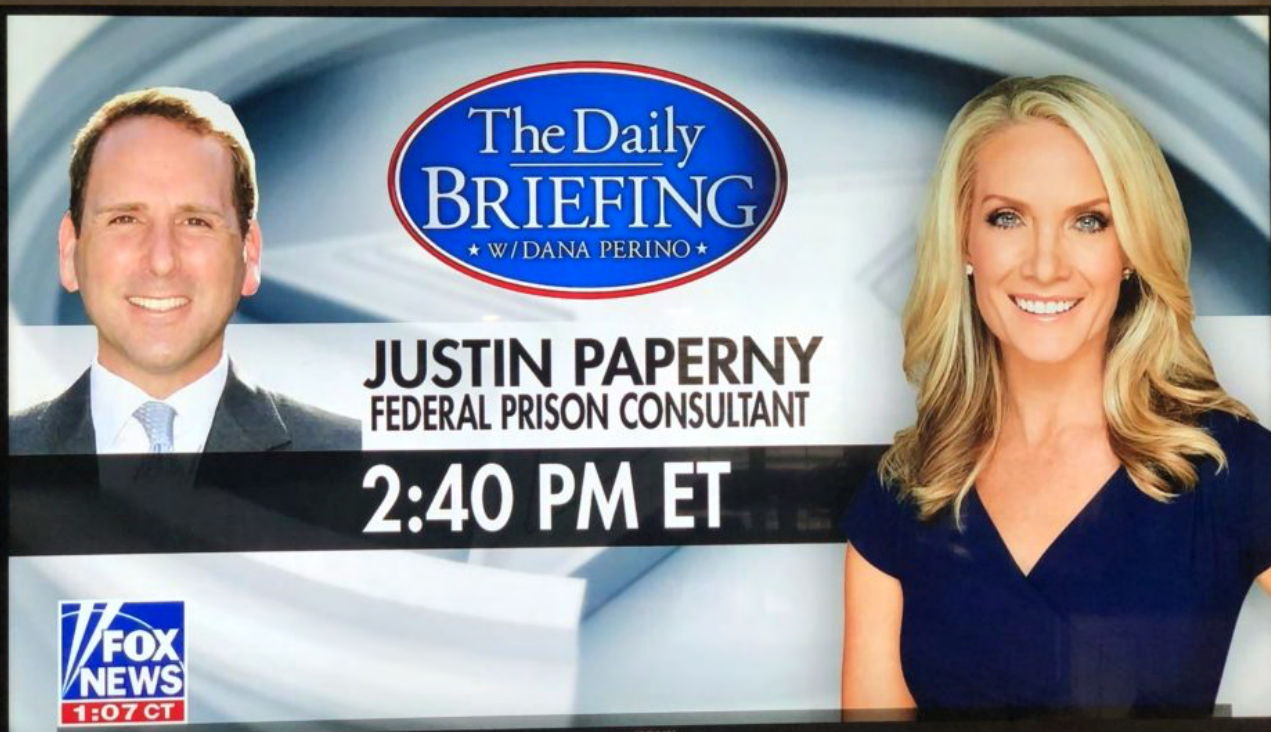 The Daily
BRIEFING
★ W/DANA PERINO ★
JUSTIN PAPERNY
FEDERAL PRISON CONSULTANT
2:40 PM ET
FOX
NEWS
1:07 CT